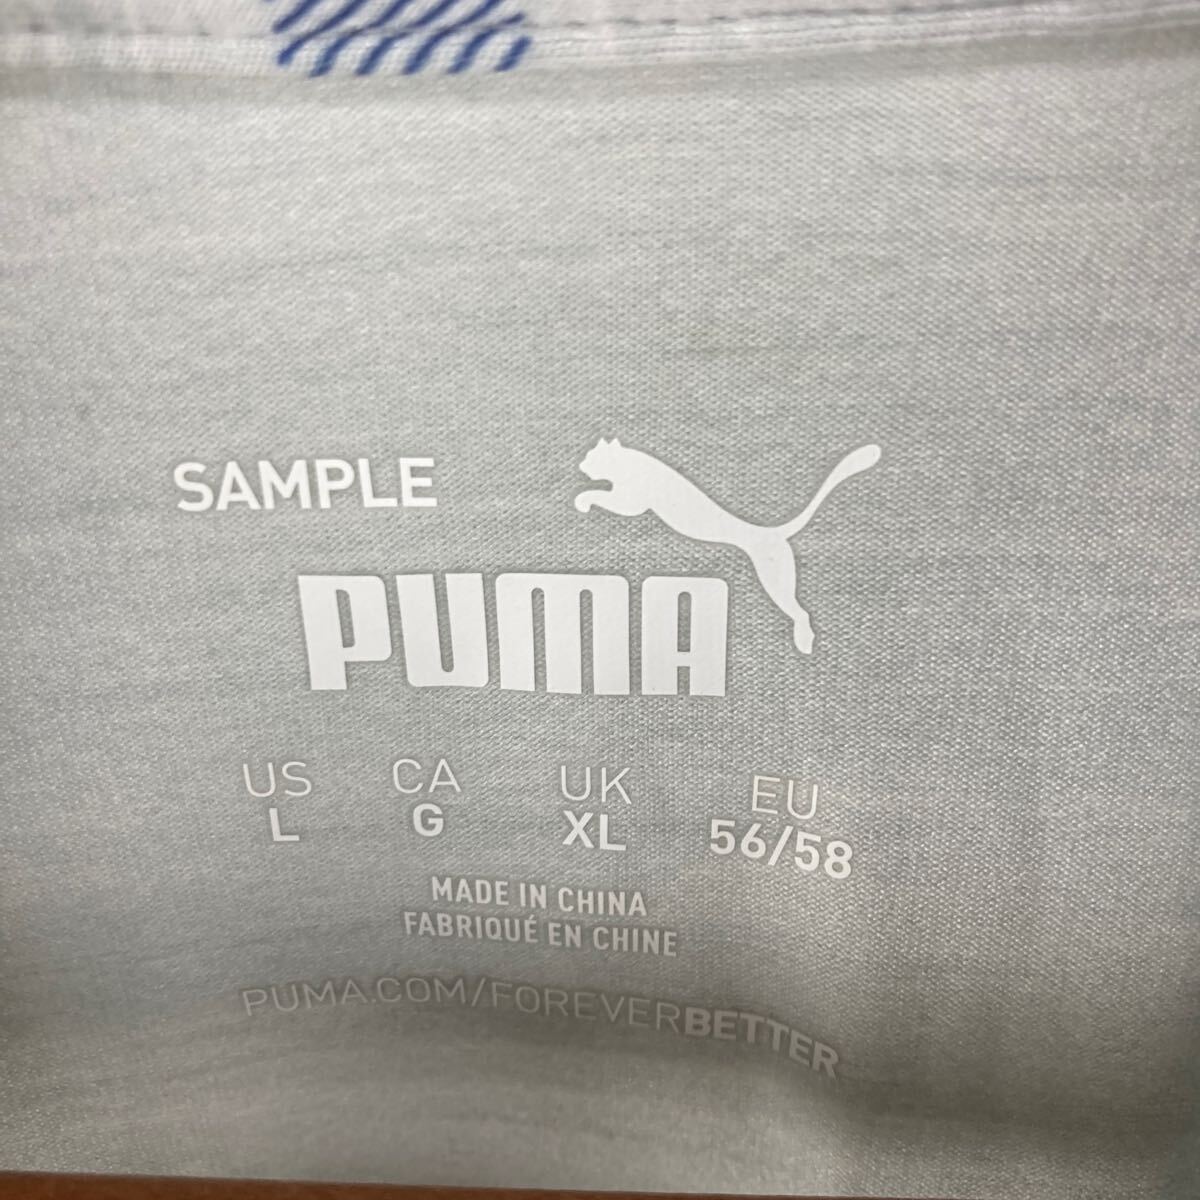 SAMPLE
PUMA
US CA UK EU
L G XL 56/58
MADE IN CHINA
FABRIQUÉ EN CHINE
PUMA.COM/FOREVERBETTER